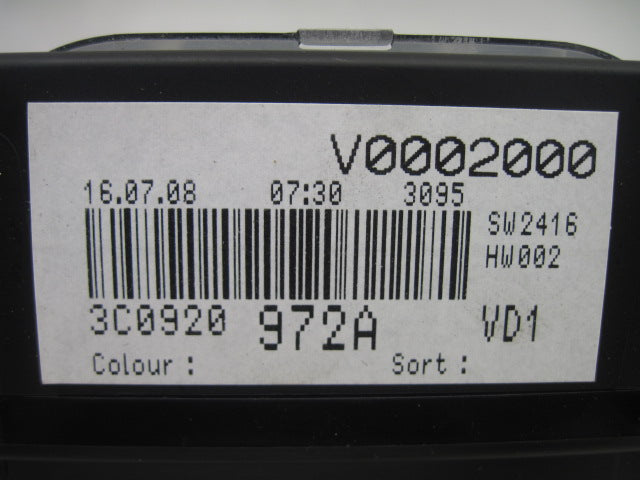 V0002000
16.07.08 07:30 3095
SW2416
HW002
3C0920 972A VD1
Colour : Sort :